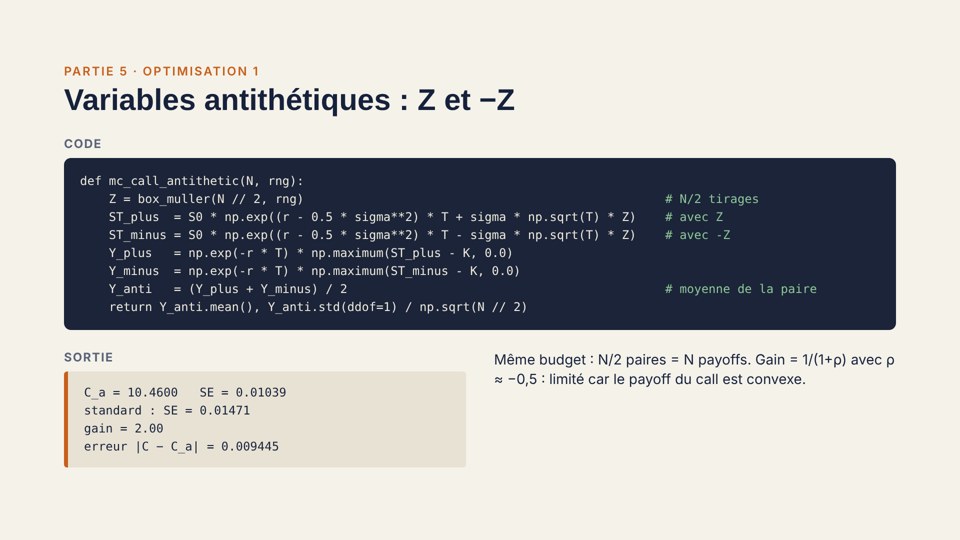 PARTIE 5 · OPTIMISATION 1
Variables antithétiques : Z et −Z
CODE
def mc_call_antithetic(N, rng):
    Z = box_muller(N // 2, rng)                                                  # N/2 tirages
    ST_plus  = S0 * np.exp((r - 0.5 * sigma**2) * T + sigma * np.sqrt(T) * Z)    # avec Z
    ST_minus = S0 * np.exp((r - 0.5 * sigma**2) * T - sigma * np.sqrt(T) * Z)    # avec -Z
    Y_plus   = np.exp(-r * T) * np.maximum(ST_plus - K, 0.0)
    Y_minus  = np.exp(-r * T) * np.maximum(ST_minus - K, 0.0)
    Y_anti   = (Y_plus + Y_minus) / 2                                            # moyenne de la paire
    return Y_anti.mean(), Y_anti.std(ddof=1) / np.sqrt(N // 2)
SORTIE
C_a = 10.4600   SE = 0.01039
standard : SE = 0.01471
gain = 2.00
erreur |C − C_a| = 0.009445
Même budget : N/2 paires = N payoffs. Gain = 1/(1+ρ) avec ρ
≈ −0,5 : limité car le payoff du call est convexe.